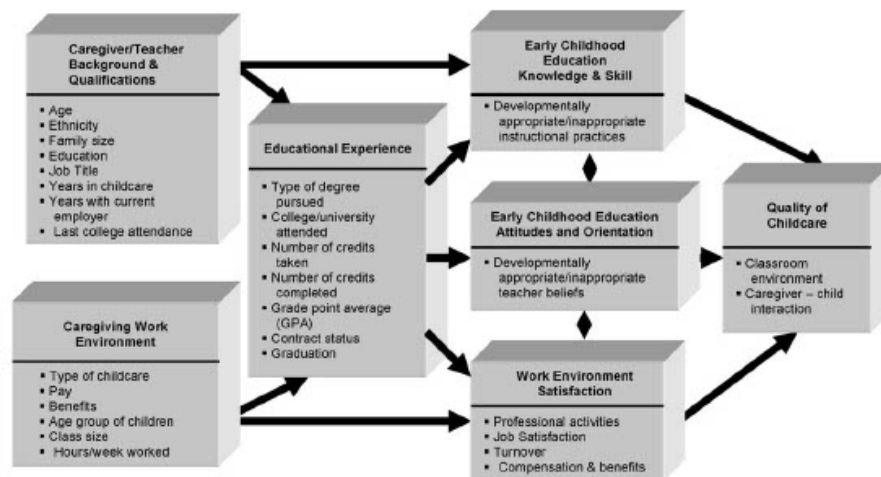 Caregiver/Teacher
Background &
Qualifications
▪ Age
▪ Ethnicity
▪ Family size
▪ Education
▪ Job Title
▪ Years in childcare
▪ Years with current
employer
▪ Last college attendance
Caregiving Work
Environment
▪ Type of childcare
▪ Pay
▪ Benefits
▪ Age group of children
▪ Class size
▪ Hours/week worked
Educational Experience
▪ Type of degree
pursued
▪ College/university
attended
▪ Number of credits
taken
▪ Number of credits
completed
▪ Grade point average
(GPA)
▪ Contract status
▪ Graduation
Early Childhood
Education
Knowledge & Skill
▪ Developmentally
appropriate/inappropriate
instructional practices
Early Childhood Education
Attitudes and Orientation
▪ Developmentally
appropriate/inappropriate
teacher beliefs
Work Environment
Satisfaction
▪ Professional activities
▪ Job Satisfaction
▪ Turnover
▪ Compensation & benefits
Quality of
Childcare
▪ Classroom
environment
▪ Caregiver – child
interaction